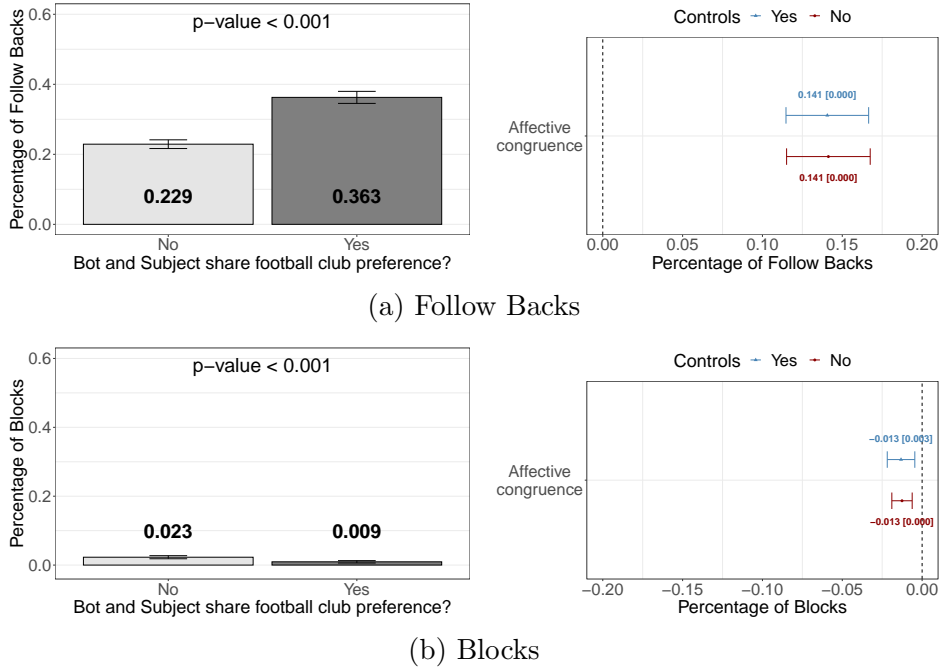 p−value < 0.001
Percentage of Follow Backs
0.6
0.4
0.2
0.0
0.229
0.363
No
Yes
Bot and Subject share football club preference?
Controls Yes No
Affective
congruence
0.141 [0.000]
0.141 [0.000]
0.00 0.05 0.10 0.15 0.20
Percentage of Follow Backs
(a) Follow Backs
p−value < 0.001
Percentage of Blocks
0.6
0.4
0.2
0.0
0.023
0.009
No
Yes
Bot and Subject share football club preference?
Controls Yes No
Affective
congruence
−0.013 [0.003]
−0.013 [0.000]
−0.20 −0.15 −0.10 −0.05 0.00
Percentage of Blocks
(b) Blocks